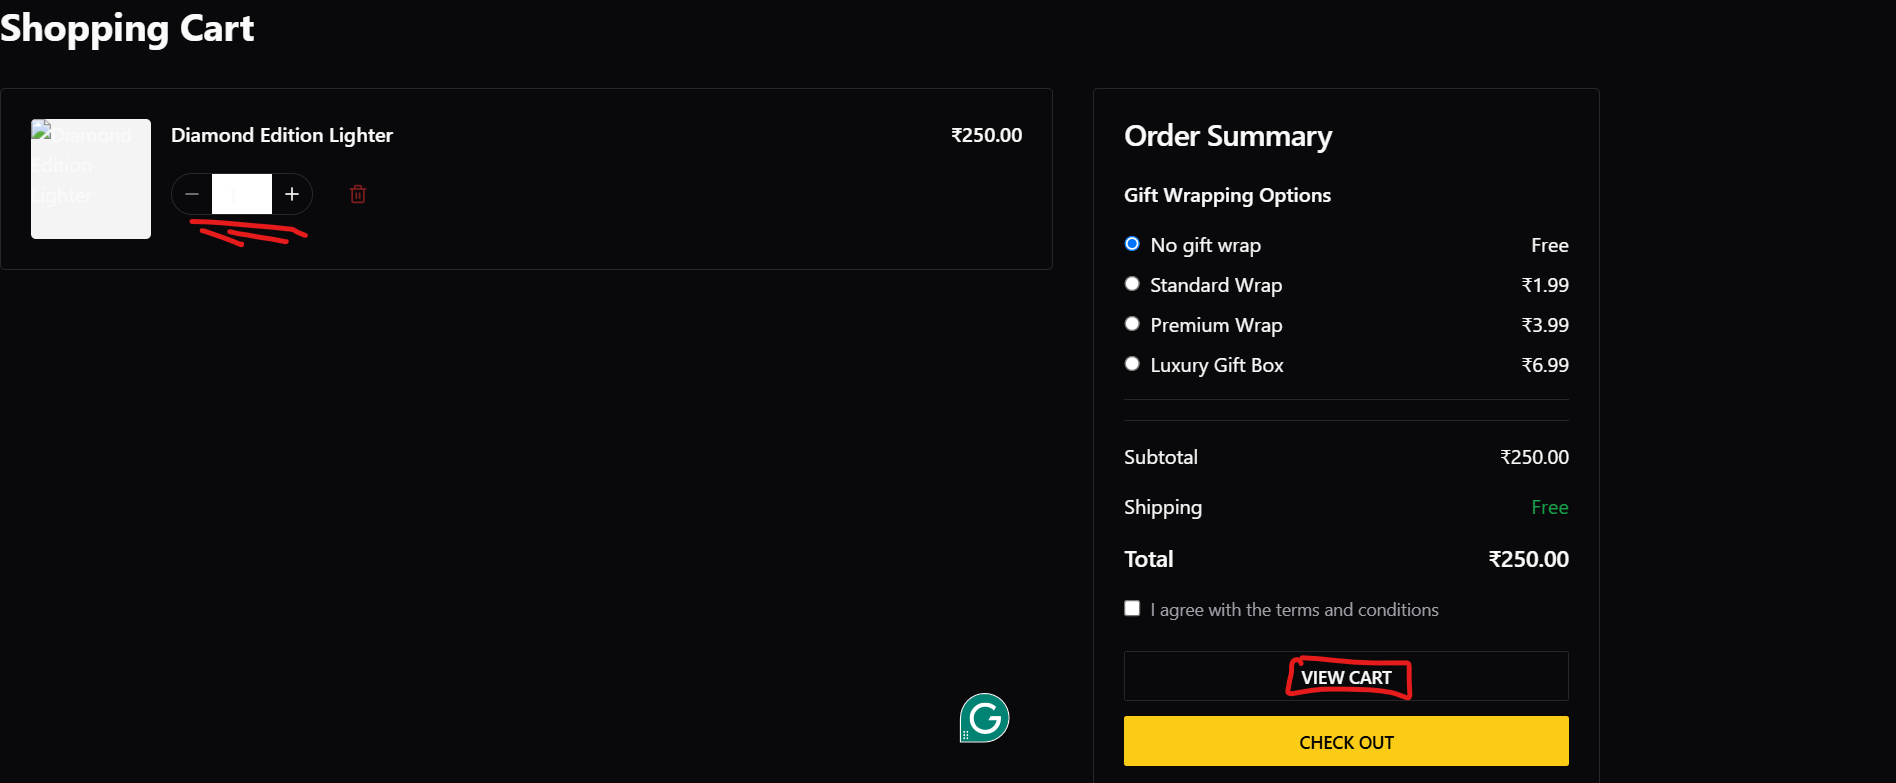 Shopping Cart
Diamond
Edition
Lighter
Diamond Edition Lighter
₹250.00
Order Summary
Gift Wrapping Options
No gift wrap Free
Standard Wrap ₹1.99
Premium Wrap ₹3.99
Luxury Gift Box ₹6.99
Subtotal ₹250.00
Shipping Free
Total ₹250.00
I agree with the terms and conditions
VIEW CART
CHECK OUT
G